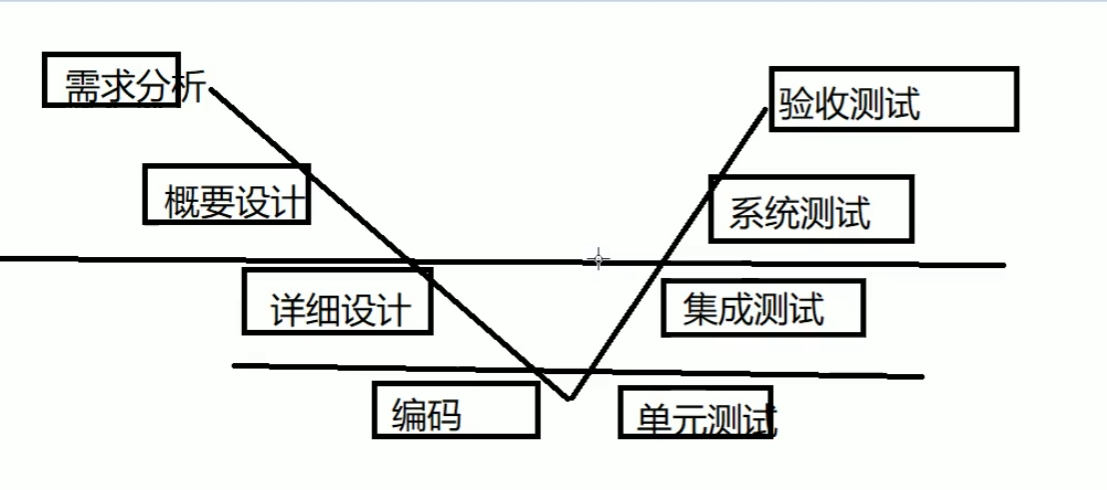 需求分析
验收测试
概要设计
系统测试
详细设计
集成测试
编码
单元测试